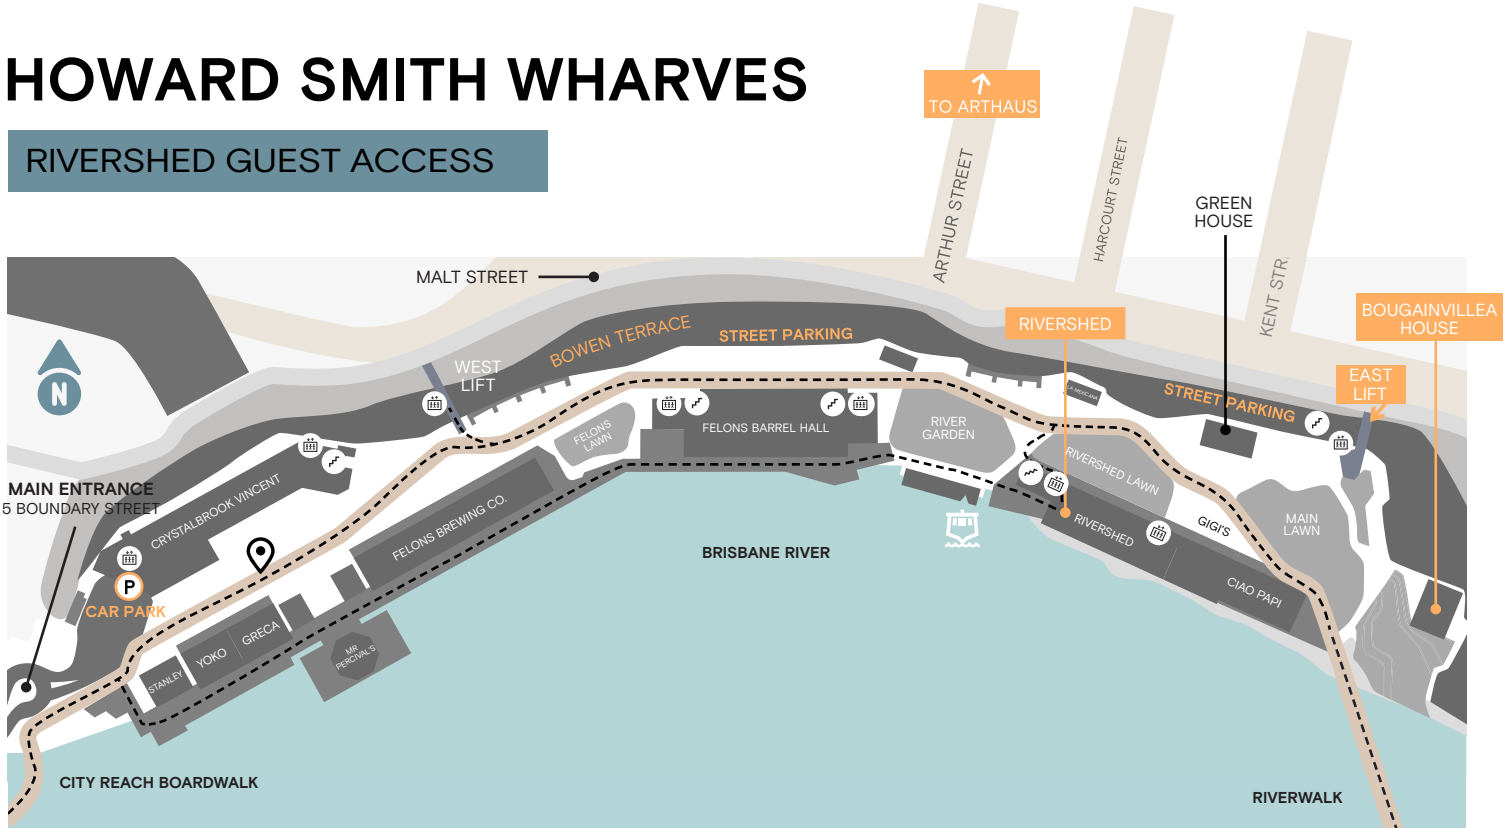 HOWARD SMITH WHARVES
RIVERSHED GUEST ACCESS
TO ARTHAUS
ARTHUR STREET
HARCOURT STREET
KENT STR.
GREEN
HOUSE
MALT STREET
BOWEN TERRACE
STREET PARKING
RIVERSHED
BOUGAINVILLEA
HOUSE
WEST
LIFT
EAST
LIFT
STREET PARKING
LA MEXICANA
N
FELONS
LAWN
FELONS BARREL HALL
RIVER
GARDEN
RIVERSHED LAWN
MAIN ENTRANCE
5 BOUNDARY STREET
CRYSTALBROOK VINCENT
FELONS BREWING CO.
RIVERSHED
GIGI'S
MAIN
LAWN
BRISBANE RIVER
CIAO PAPI
P
CAR PARK
STANLEY
YOKO
GRECA
MR
PERCIVAL'S
CITY REACH BOARDWALK
RIVERWALK